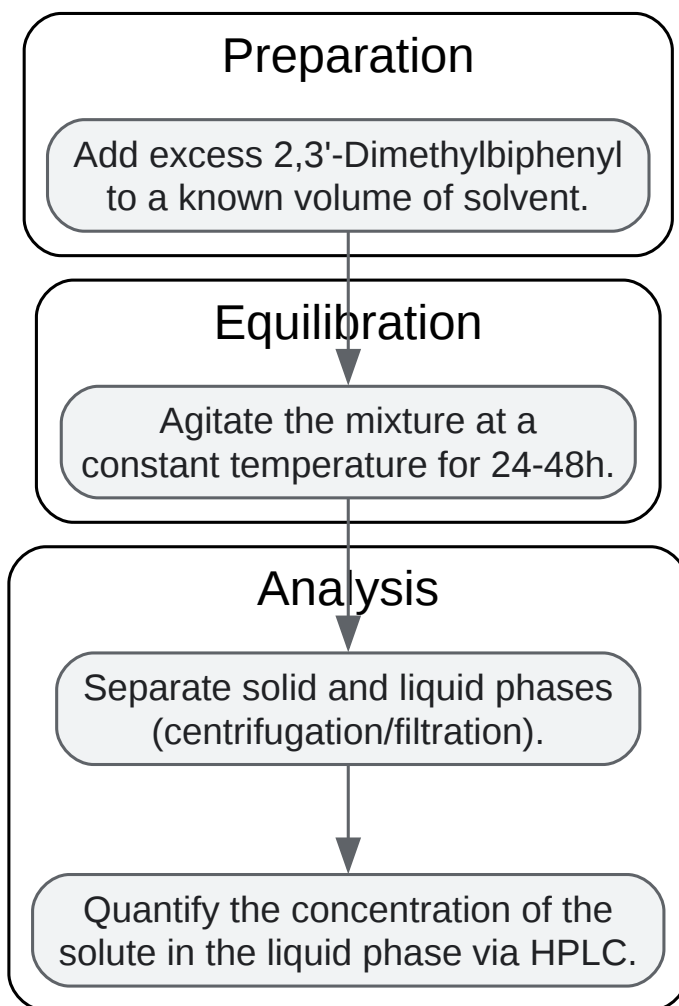 Preparation
Add excess 2,3'-Dimethylbiphenyl
to a known volume of solvent.
Equilibration
Agitate the mixture at a
constant temperature for 24-48h.
Analysis
Separate solid and liquid phases
(centrifugation/filtration).
Quantify the concentration of the
solute in the liquid phase via HPLC.